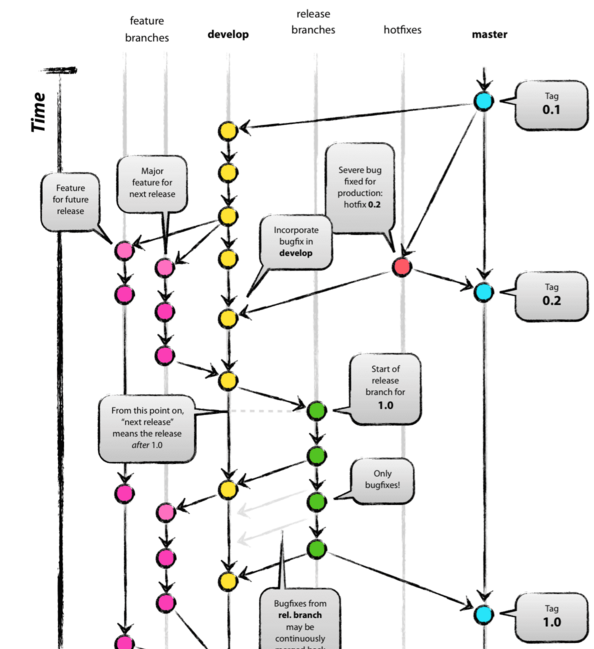 feature
branches
develop
release
branches
hotfixes
master
Time
Tag
0.1
Major
feature for
next release
Feature
for future
release
Severe bug
fixed for
production:
hotfix 0.2
Incorporate
bugfix in
develop
Tag
0.2
Start of
release
branch for
1.0
From this point on,
“next release”
means the release
after 1.0
Only
bugfixes!
Bugfixes from
rel. branch
may be
continuously
merged back
Tag
1.0